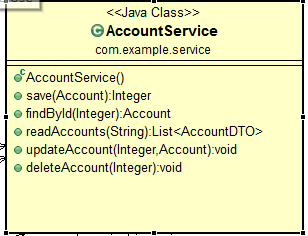 <<Java Class>>
AccountService
com.example.service
AccountService()
save(Account):Integer
findById(Integer):Account
readAccounts(String):List<AccountDTO>
updateAccount(Integer,Account):void
deleteAccount(Integer):void